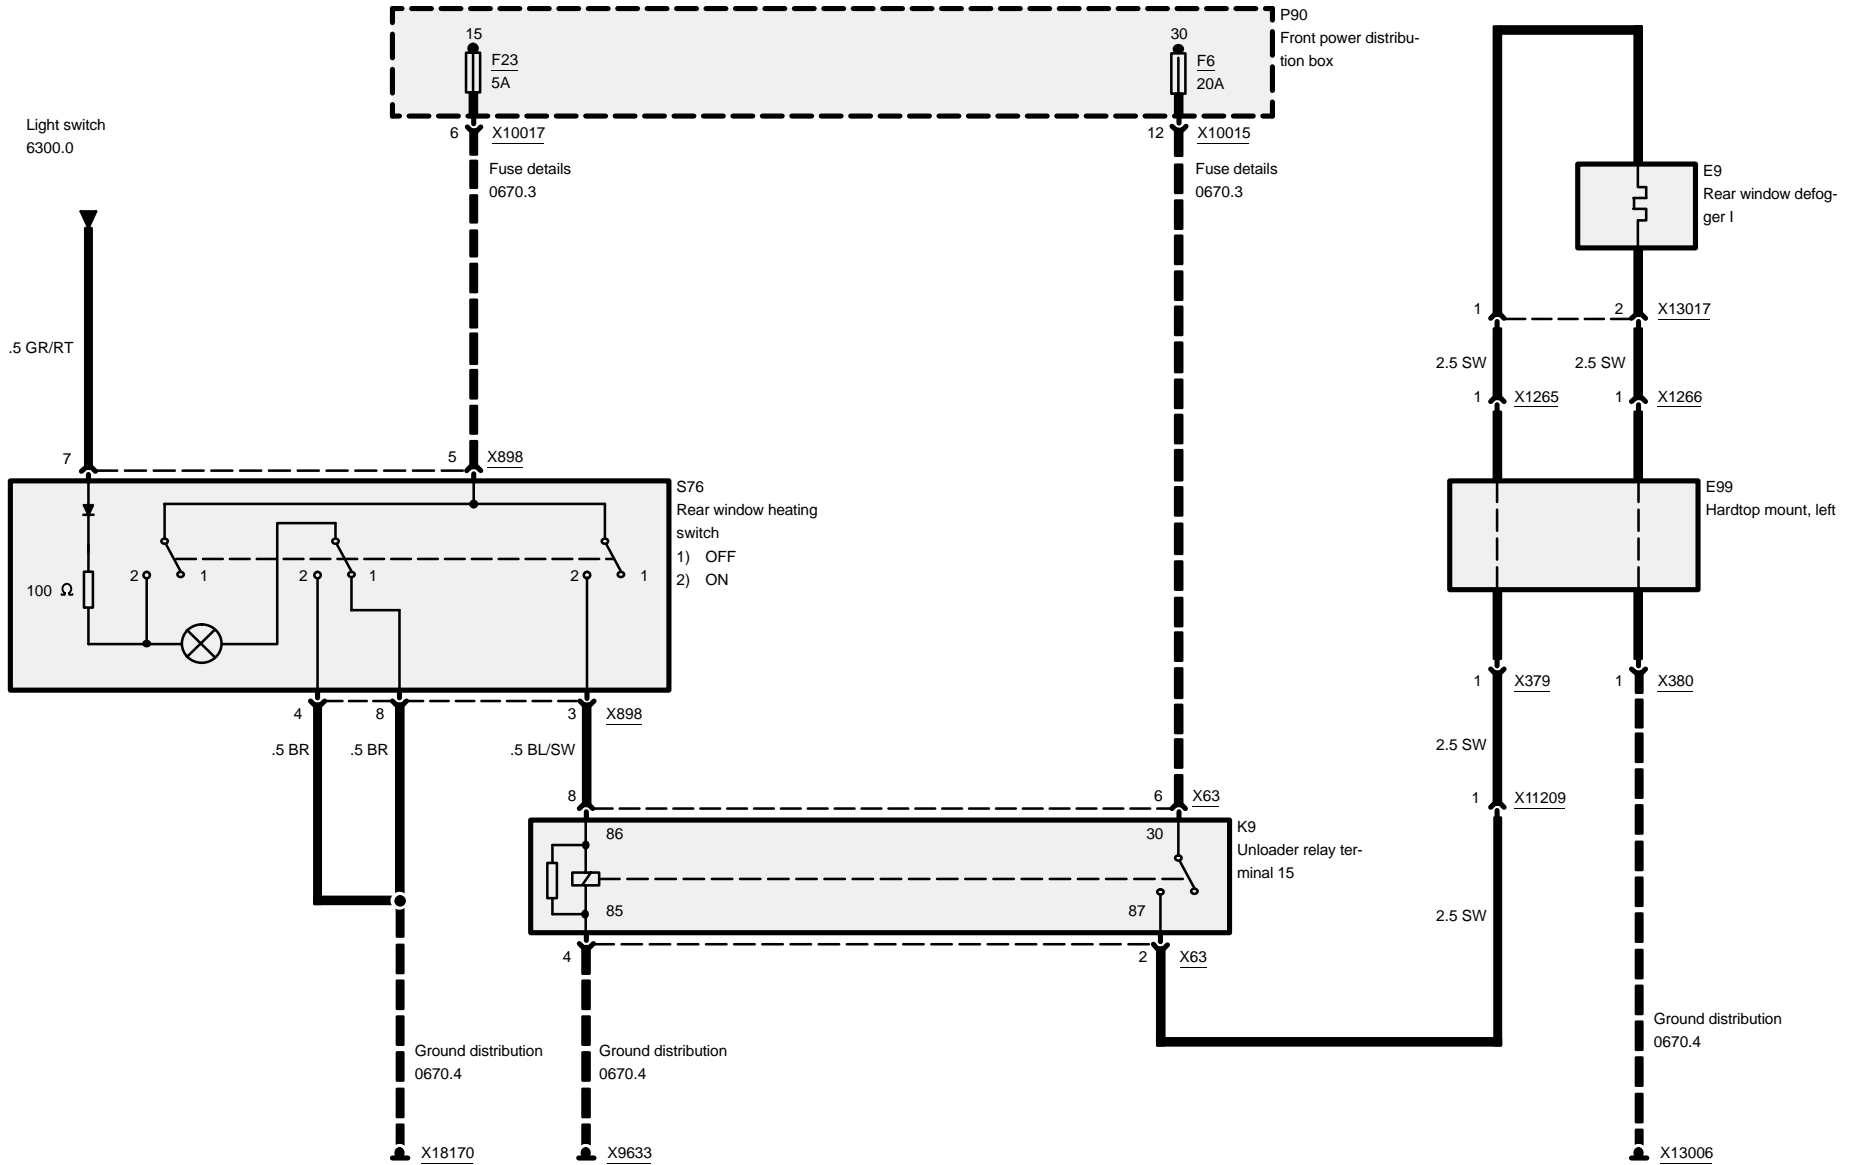 P90
Front power distribu-
tion box
15
F23
5A
30
F6
20A
6
X10017
12
X10015
Fuse details
0670.3
Fuse details
0670.3
Light switch
6300.0
E9
Rear window defog-
ger I
1
2
X13017
.5 GR/RT
2.5 SW
2.5 SW
1
X1265
1
X1266
7
5
X898
S76
Rear window heating
switch
1) OFF
2) ON
E99
Hardtop mount, left
100 Ω
2
1
2
1
2
1
4
8
3
X898
.5 BR
.5 BR
.5 BL/SW
1
X379
1
X380
2.5 SW
8
6
X63
1
X11209
K9
Unloader relay ter-
minal 15
86
30
85
87
2.5 SW
4
2
X63
Ground distribution
0670.4
Ground distribution
0670.4
Ground distribution
0670.4
X18170
X9633
X13006